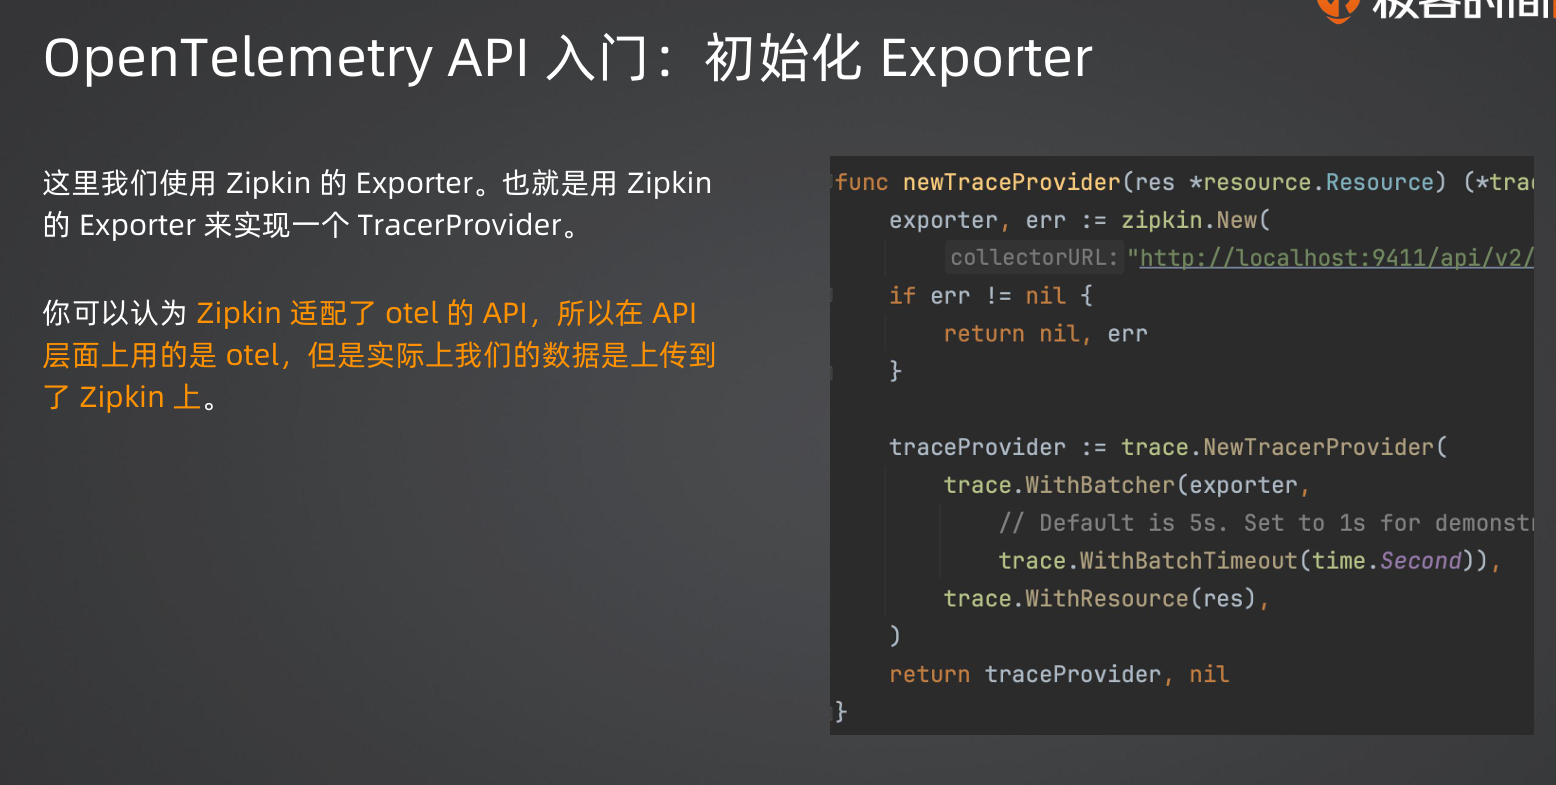 极客时间
OpenTelemetry API 入门：初始化 Exporter
这里我们使用 Zipkin 的 Exporter。也就是用 Zipkin
的 Exporter 来实现一个 TracerProvider。
你可以认为 Zipkin 适配了 otel 的 API，所以在 API
层面上用的是 otel，但是实际上我们的数据是上传到
了 Zipkin 上。
func newTraceProvider(res *resource.Resource) (*trac
exporter, err := zipkin.New(
collectorURL: "http://localhost:9411/api/v2/
if err != nil {
return nil, err
}
traceProvider := trace.NewTracerProvider(
trace.WithBatcher(exporter,
// Default is 5s. Set to 1s for demonstr
trace.WithBatchTimeout(time.Second)),
trace.WithResource(res),
)
return traceProvider, nil
}